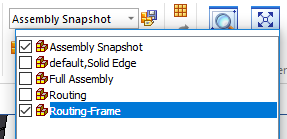 Assembly Snapshot
Assembly Snapshot
default,Solid Edge
Full Assembly
Routing
Routing-Frame